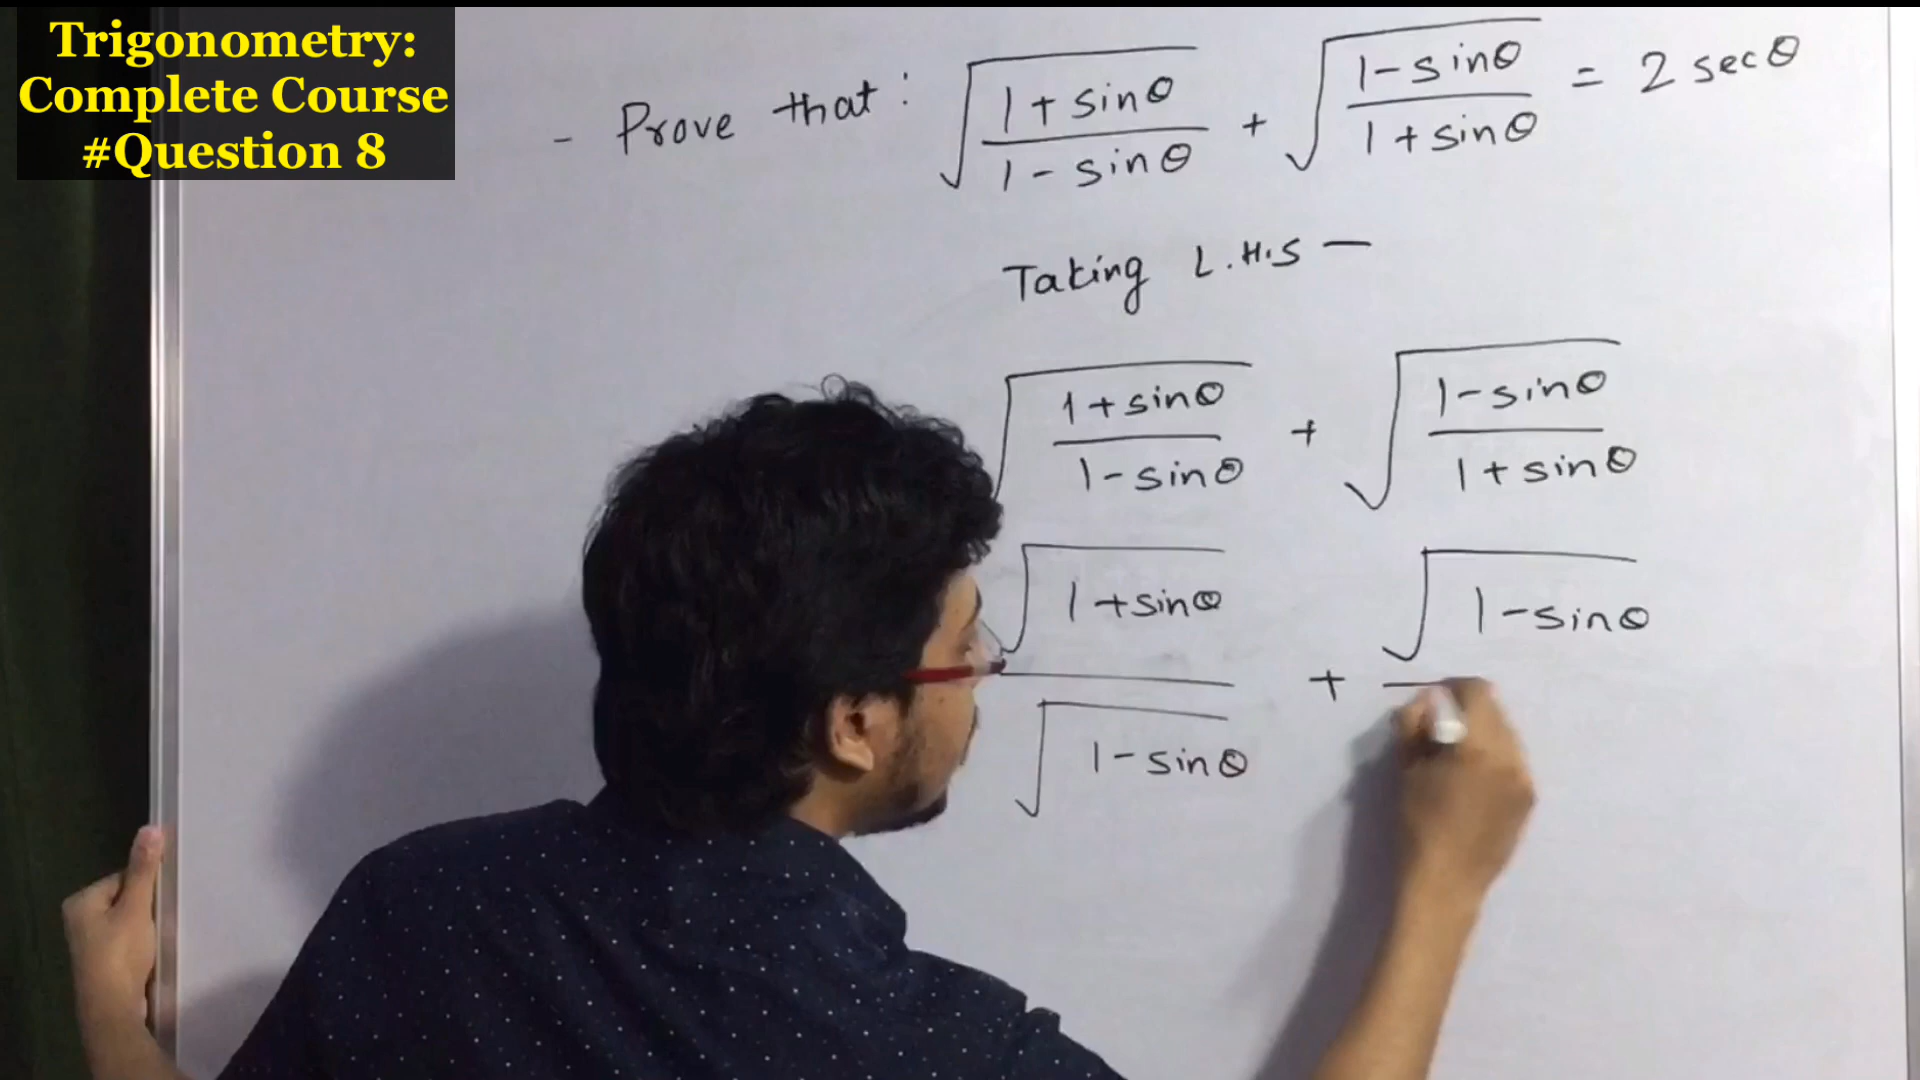 Trigonometry:
Complete Course
#Question 8
- Prove that: √(1+sinθ / 1-sinθ) + √(1-sinθ / 1+sinθ) = 2 secθ
Taking L.H.S —
√(1+sinθ / 1-sinθ) + √(1-sinθ / 1+sinθ)
√(1+sinθ) / √(1-sinθ) + √(1-sinθ)